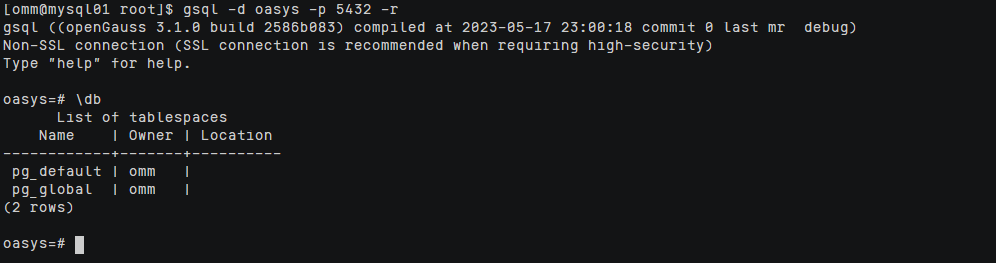 [omm@mysql01 root]$ gsql -d oasys -p 5432 -r
gsql ((openGauss 3.1.0 build 2586b083) compiled at 2023-05-17 23:00:18 commit 0 last mr  debug)
Non-SSL connection (SSL connection is recommended when requiring high-security)
Type "help" for help.

oasys=# \db
      List of tablespaces
    Name    | Owner | Location
------------+-------+----------
 pg_default | omm   |
 pg_global  | omm   |
(2 rows)

oasys=#